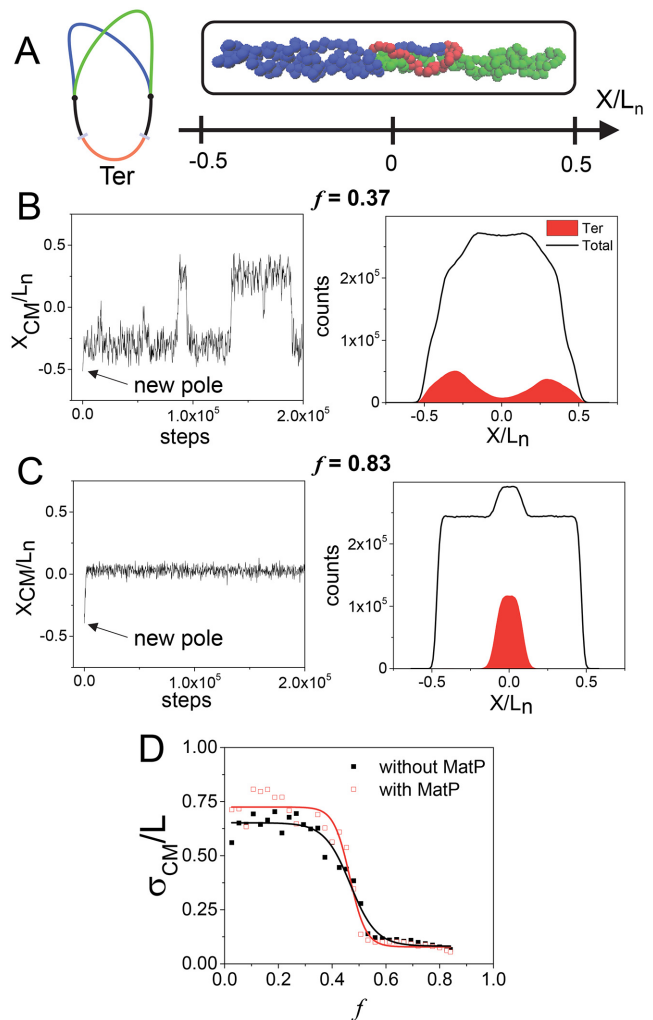 A
Ter
X/Ln
-0.5
0
0.5
B
f = 0.37
XCM/Ln
0.5
0.0
-0.5
new pole
0.0
1.0x10^5
2.0x10^5
steps
counts
2x10^5
1x10^5
0
Ter
Total
-0.5
0.0
0.5
X/Ln
C
f = 0.83
XCM/Ln
0.5
0.0
-0.5
new pole
0.0
1.0x10^5
2.0x10^5
steps
counts
2x10^5
1x10^5
0
-0.5
0.0
0.5
X/Ln
D
σCM/L
1.00
0.75
0.50
0.25
0.00
without MatP
with MatP
0.0
0.2
0.4
0.6
0.8
1.0
f